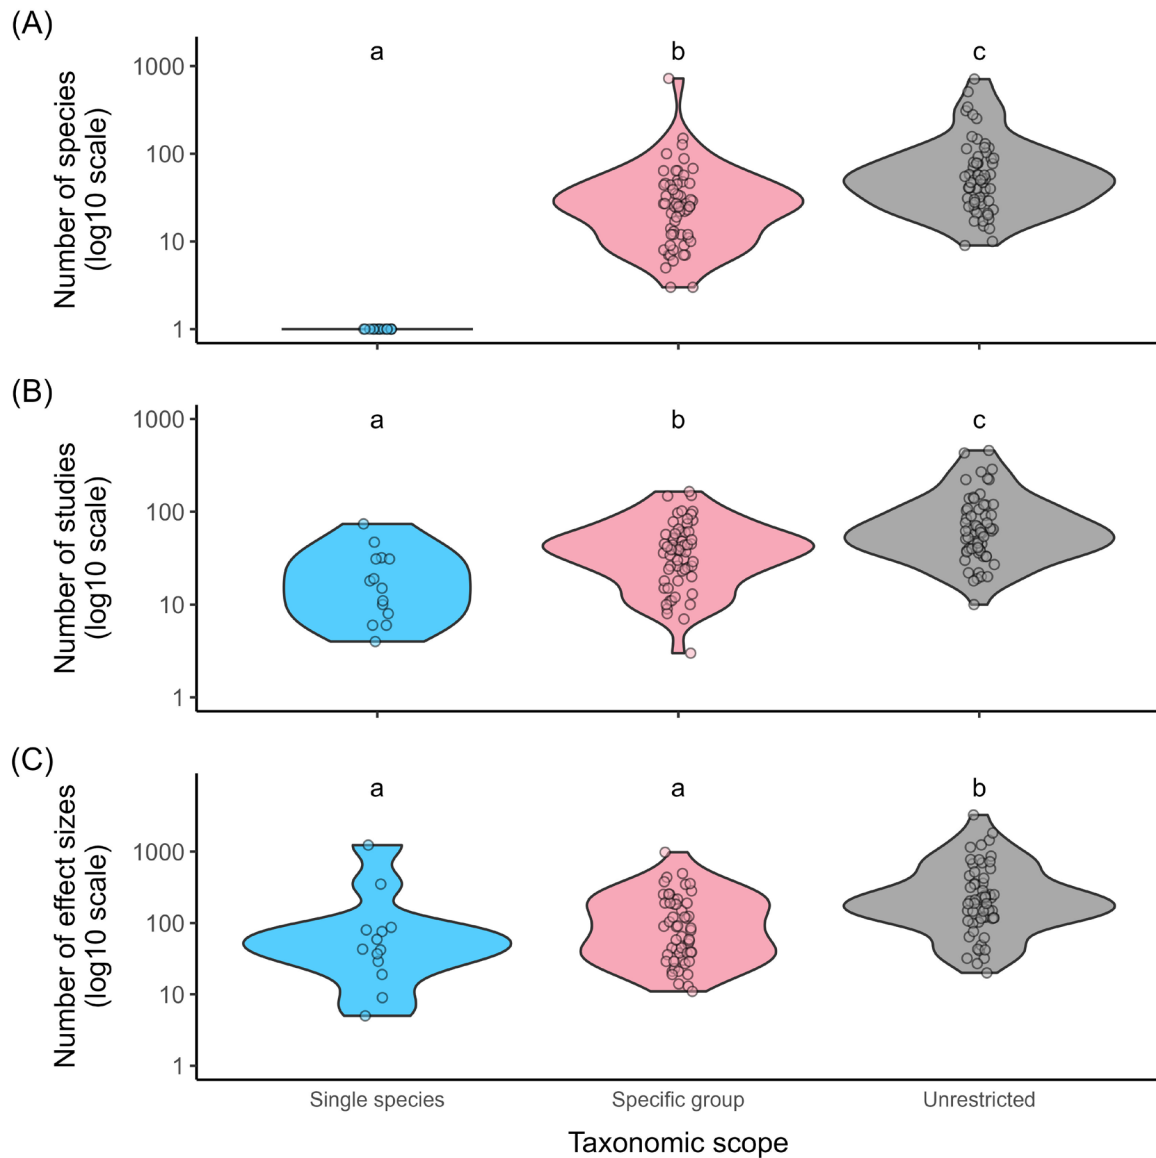 (A)
a
b
c
Number of species
(log10 scale)
1000
100
10
1
(B)
a
b
c
Number of studies
(log10 scale)
1000
100
10
1
(C)
a
a
b
Number of effect sizes
(log10 scale)
1000
100
10
1
Single species
Specific group
Unrestricted
Taxonomic scope